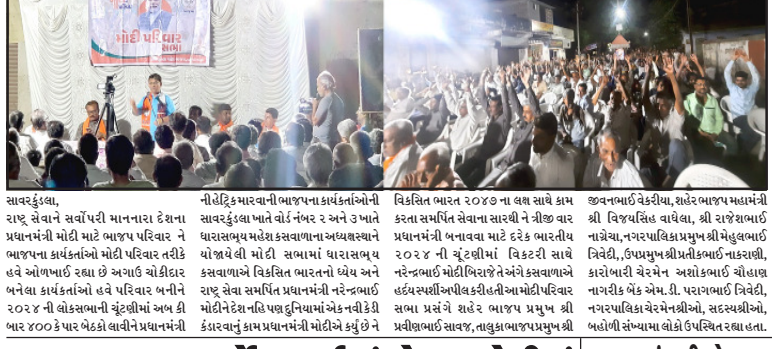 મોદી પરિવાર
સભા
સાવરકુંડલા,
રાષ્ટ્ર સેવાને સર્વોપરી માનનારા દેશના
પ્રધાનમંત્રી મોદી માટે ભાજપ પરિવાર ને
ભાજપના કાર્યકર્તાઓ મોદી પરિવાર તરીકે
હવે ઓળખાઈ રહ્યા છે અગાઉ ચોકીદાર
બનેલા કાર્યકર્તાઓ હવે પરિવાર બનીને
૨૦૨૪ ની લોકસભાની ચૂંટણીમાં અબ કી
બાર ૪૦૦ કે પાર બેઠકો લાવીને પ્રધાનમંત્રી
ની હેટ્રિક મારવાની ભાજપના કાર્યકર્તાઓની
સાવરકુંડલા ખાતે વોર્ડ નંબર ૨ અને ૩ ખાતે
ધારાસભ્ય મહેશ કસવાળાના અધ્યક્ષસ્થાને
યોજાયેલી મોદી સભામાં ધારાસભ્ય
કસવાળાએ વિકસિત ભારતનો ધ્યેય અને
રાષ્ટ્ર સેવા સમર્પિત પ્રધાનમંત્રી નરેન્દ્રભાઈ
મોદીને દેશ નહિ પણ દુનિયામાં એક નવી કેડી
કંડારવાનું કામ પ્રધાનમંત્રી મોદીએ કર્યું છે ને
વિકસિત ભારત ૨૦૪૭ ના લક્ષ સાથે કામ
કરતા સમર્પિત સેવાના સારથી ને ત્રીજી વાર
પ્રધાનમંત્રી બનાવવા માટે દરેક ભારતીય
૨૦૨૪ ની ચૂંટણીમાં વિકટરી સાથે
નરેન્દ્રભાઈ મોદી બિરાજે તે અંગે કસવાળાએ
હૃદય સ્પર્શી અપીલ કરી હતી આ મોદી પરિવાર
સભા પ્રસંગે શહેર ભાજપ પ્રમુખ શ્રી
પ્રવીણભાઈ સાવજ, તાલુકા ભાજપ પ્રમુખ શ્રી
જીવનભાઈ વેકરીયા, શહેર ભાજપ મહામંત્રી
શ્રી વિજયસિંહ વાઘેલા, શ્રી રાજેશભાઈ
નાગ્રેચા, નગરપાલિકા પ્રમુખ શ્રી મેહુલભાઈ
ત્રિવેદી, ,ઉપપ્રમુખ શ્રી પ્રતીકભાઈ નાકરાણી,
કારોબારી ચેરમેન અશોકભાઈ ચૌહાણ
નાગરીક બેંક એમ.ડી. પરાગભાઈ ત્રિવેદી,
નગરપાલિકા ચેરમેનશ્રીઓ, સદસ્યશ્રીઓ,
બહોળી સંખ્યામા લોકો ઉપસ્થિત રહ્યા હતા.